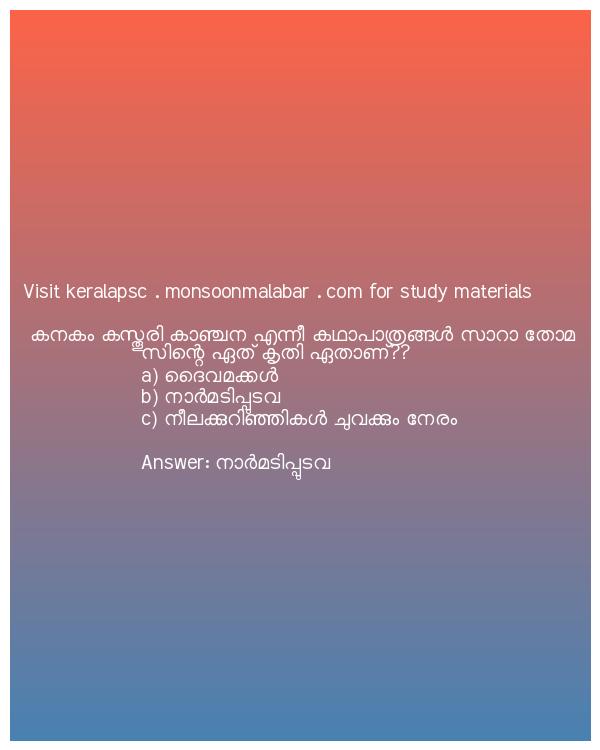 Visit keralapsc . monsoonmalabar . com for study materials
കനകം കസ്തൂരി കാഞ്ചന എന്നീ കഥാപാത്രങ്ങൾ സാറാ തോമ
സിന്റെ ഏത് കൃതി ഏതാണ്??
a) ദൈവമക്കൾ
b) നാർമടിപ്പുടവ
c) നീലക്കുറിഞ്ഞികൾ ചുവക്കും നേരം
Answer: നാർമടിപ്പുടവ